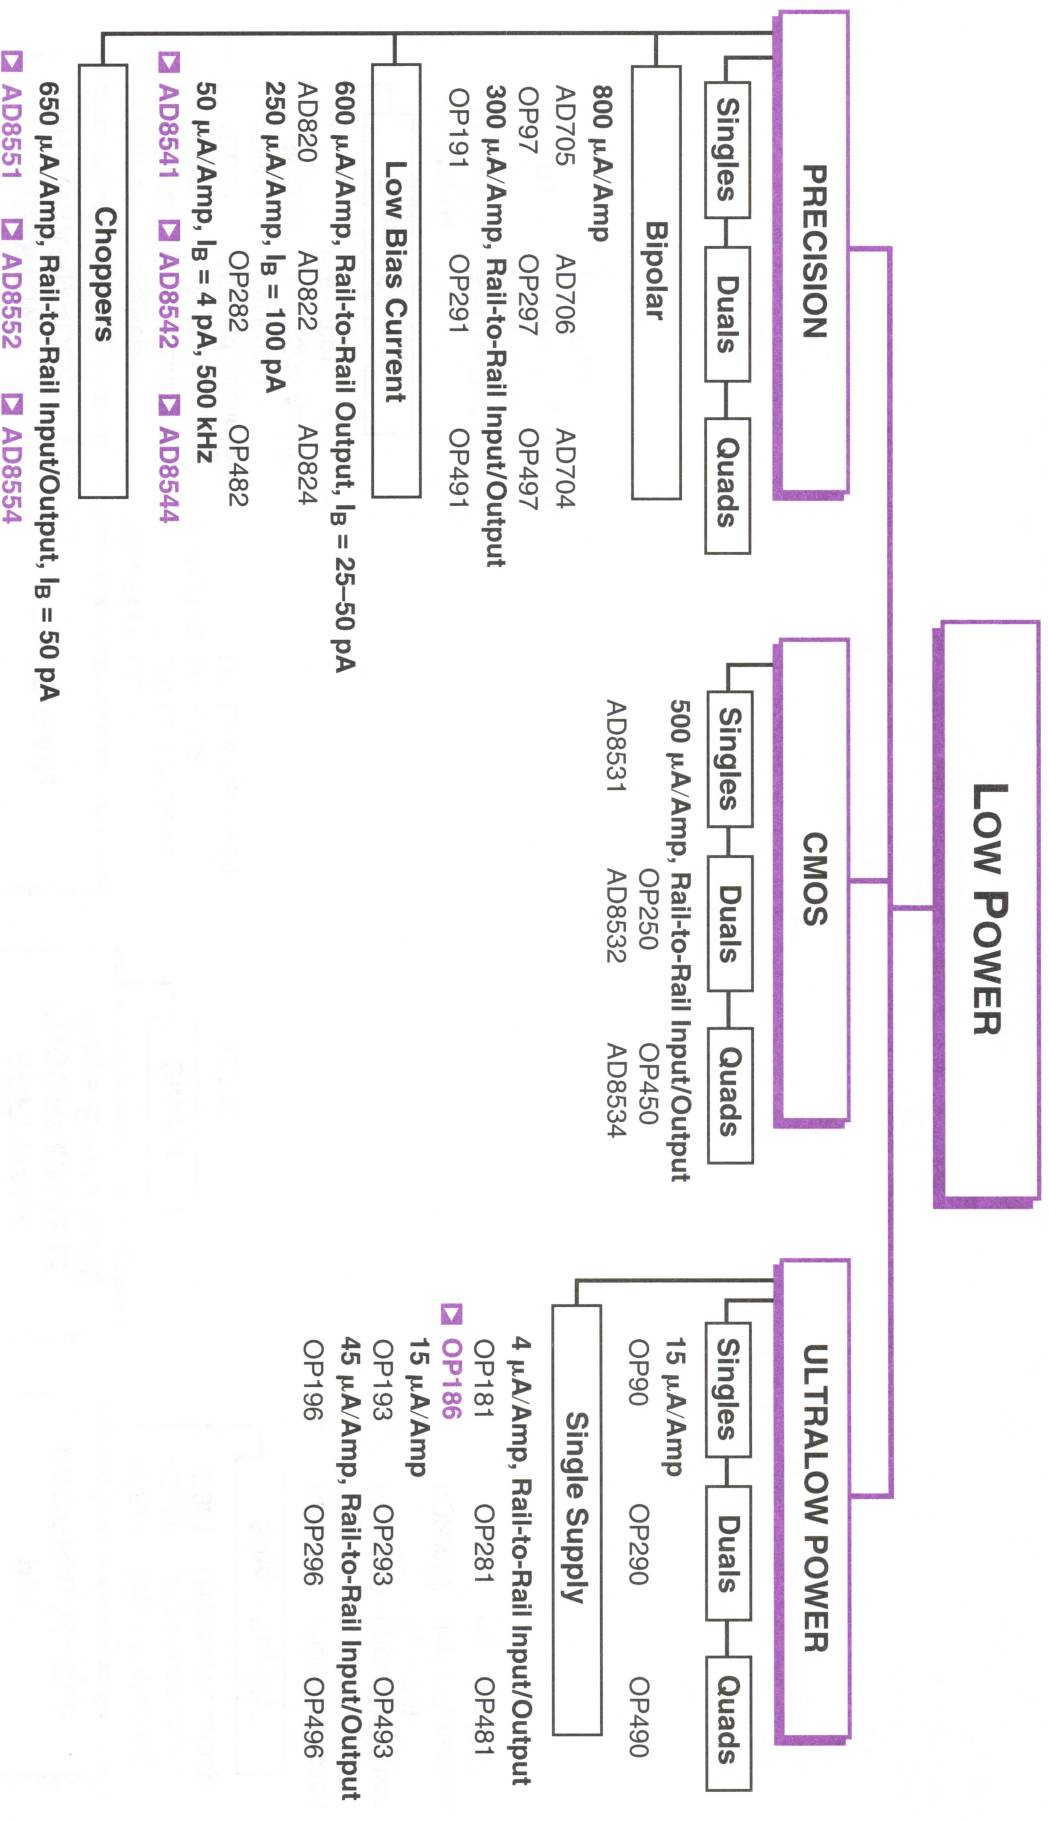 LOW POWER
PRECISION
Singles Duals Quads
Bipolar
800 µA/Amp
AD705 AD706 AD704
OP97 OP297 OP497
300 µA/Amp, Rail-to-Rail Input/Output
OP191 OP291 OP491
Low Bias Current
600 µA/Amp, Rail-to-Rail Output, IB = 25–50 pA
AD820 AD822 AD824
250 µA/Amp, IB = 100 pA
OP282 OP482
50 µA/Amp, IB = 4 pA, 500 kHz
AD8541 AD8542 AD8544
Choppers
650 µA/Amp, Rail-to-Rail Input/Output, IB = 50 pA
AD8551 AD8552 AD8554
CMOS
Singles Duals Quads
500 µA/Amp, Rail-to-Rail Input/Output
OP250 OP450
AD8531 AD8532 AD8534
ULTRALOW POWER
Singles Duals Quads
15 µA/Amp
OP90 OP290 OP490
Single Supply
4 µA/Amp, Rail-to-Rail Input/Output
OP181 OP281 OP481
OP186
15 µA/Amp
OP193 OP293 OP493
45 µA/Amp, Rail-to-Rail Input/Output
OP196 OP296 OP496